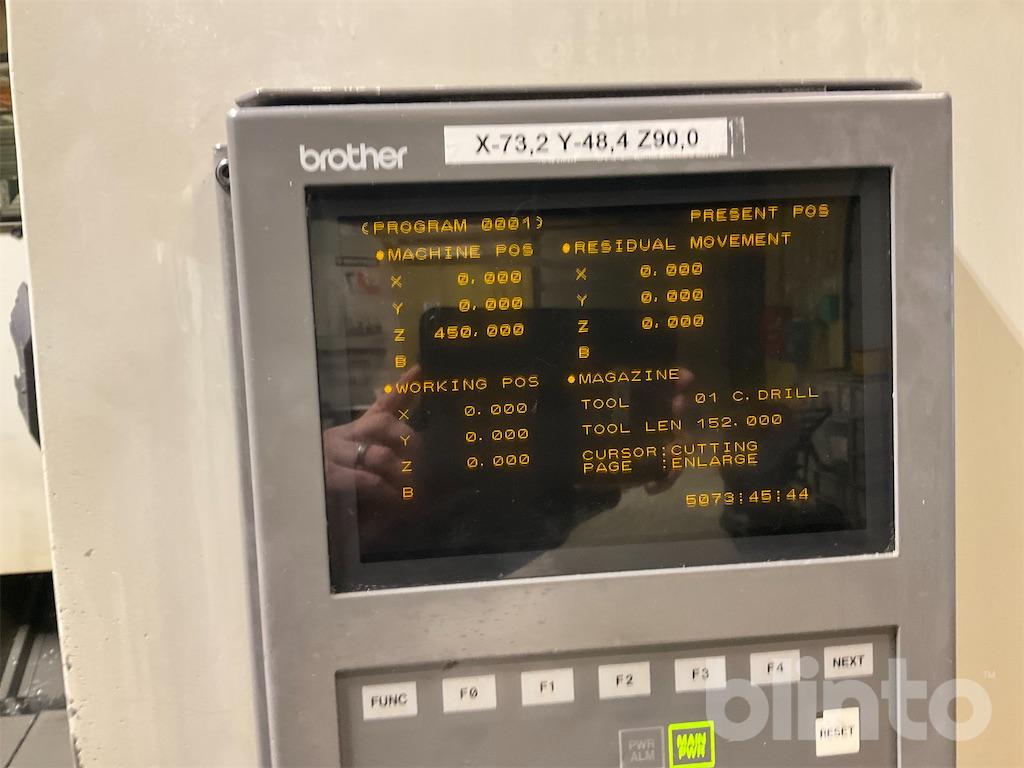 X-73,2 Y-48,4 Z90,0
brother
(PROGRAM 0001) PRESENT POS
●MACHINE POS ●RESIDUAL MOVEMENT
X 0.000 X 0.000
Y 0.000 Y 0.000
Z 450.000 Z 0.000
B B
●WORKING POS ●MAGAZINE
X 0.000 TOOL 01 C.DRILL
Y 0.000 TOOL LEN 152.000
Z 0.000 CURSOR:CUTTING
PAGE :ENLARGE
B 5073:45:44
FUNC F0 F1 F2 F3 F4 NEXT
PWR ALM MAIN PWR RESET
blinto™